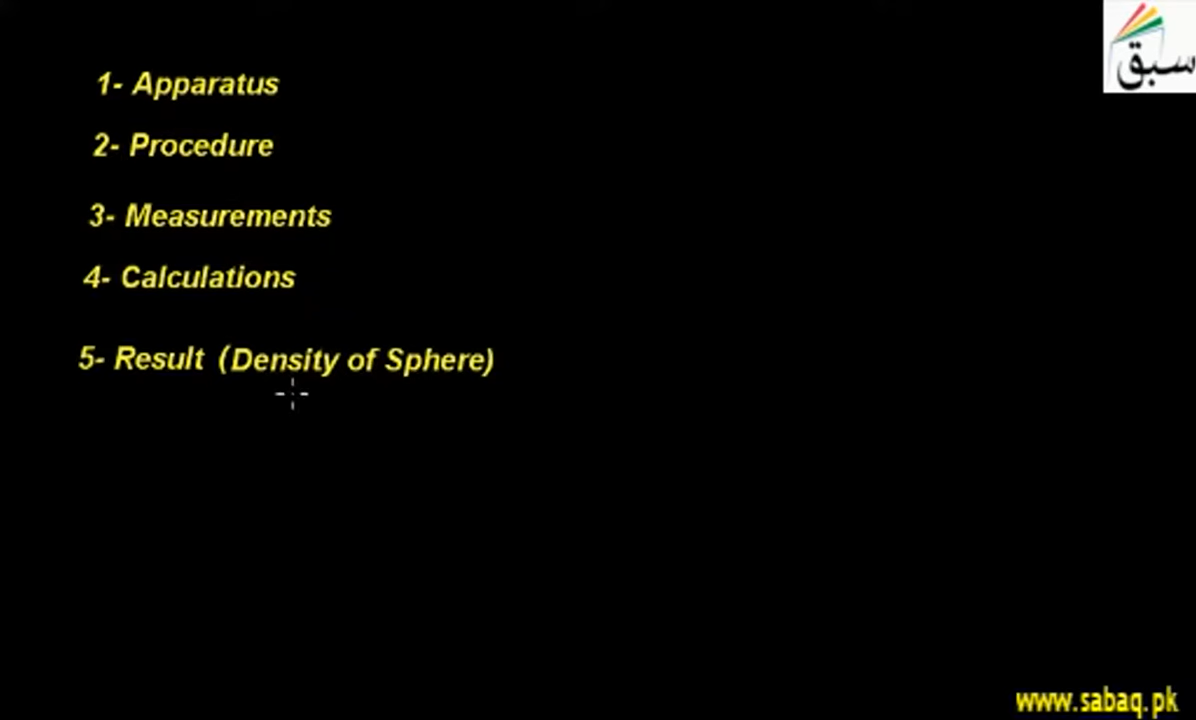 سبق
1- Apparatus
2- Procedure
3- Measurements
4- Calculations
5- Result (Density of Sphere)
www.sabaq.pk